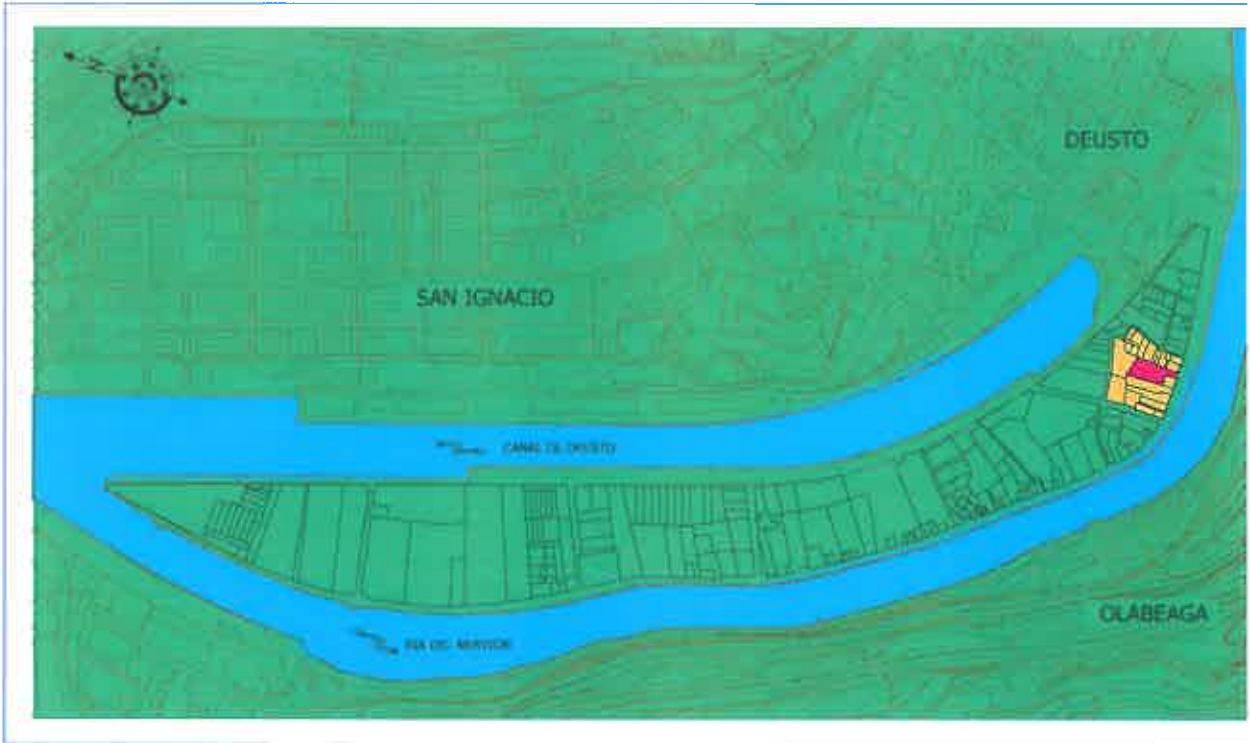 N
DEUSTO
SAN IGNACIO
CANAL DE DEUSTO
OLABEAGA
RIA DEL NERVION